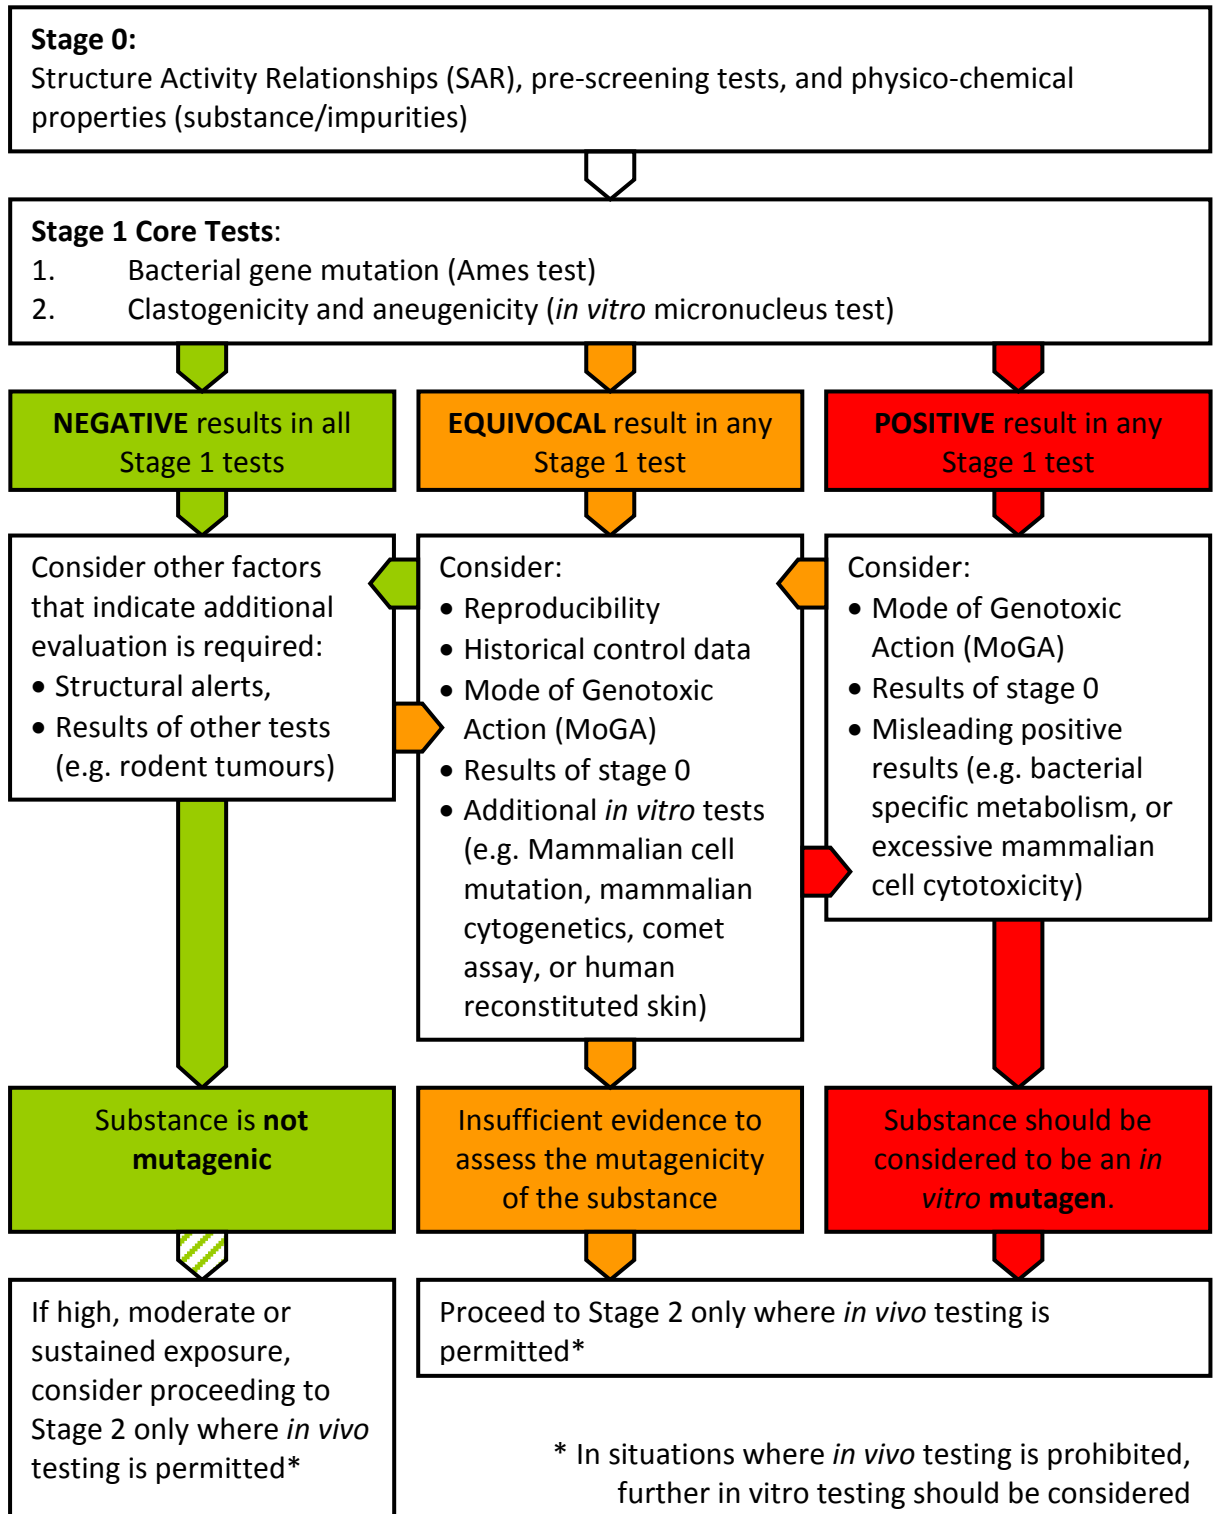 Stage 0:
Structure Activity Relationships (SAR), pre-screening tests, and physico-chemical
properties (substance/impurities)
Stage 1 Core Tests:
1. Bacterial gene mutation (Ames test)
2. Clastogenicity and aneugenicity (in vitro micronucleus test)
NEGATIVE results in all
Stage 1 tests
EQUIVOCAL result in any
Stage 1 test
POSITIVE result in any
Stage 1 test
Consider other factors
that indicate additional
evaluation is required:
• Structural alerts,
• Results of other tests
(e.g. rodent tumours)
Consider:
• Reproducibility
• Historical control data
• Mode of Genotoxic
Action (MoGA)
• Results of stage 0
• Additional in vitro tests
(e.g. Mammalian cell
mutation, mammalian
cytogenetics, comet
assay, or human
reconstituted skin)
Consider:
• Mode of Genotoxic
Action (MoGA)
• Results of stage 0
• Misleading positive
results (e.g. bacterial
specific metabolism, or
excessive mammalian
cell cytotoxicity)
Substance is not
mutagenic
Insufficient evidence to
assess the mutagenicity
of the substance
Substance should be
considered to be an in
vitro mutagen.
If high, moderate or
sustained exposure,
consider proceeding to
Stage 2 only where in vivo
testing is permitted*
Proceed to Stage 2 only where in vivo testing is
permitted*
* In situations where in vivo testing is prohibited,
further in vitro testing should be considered